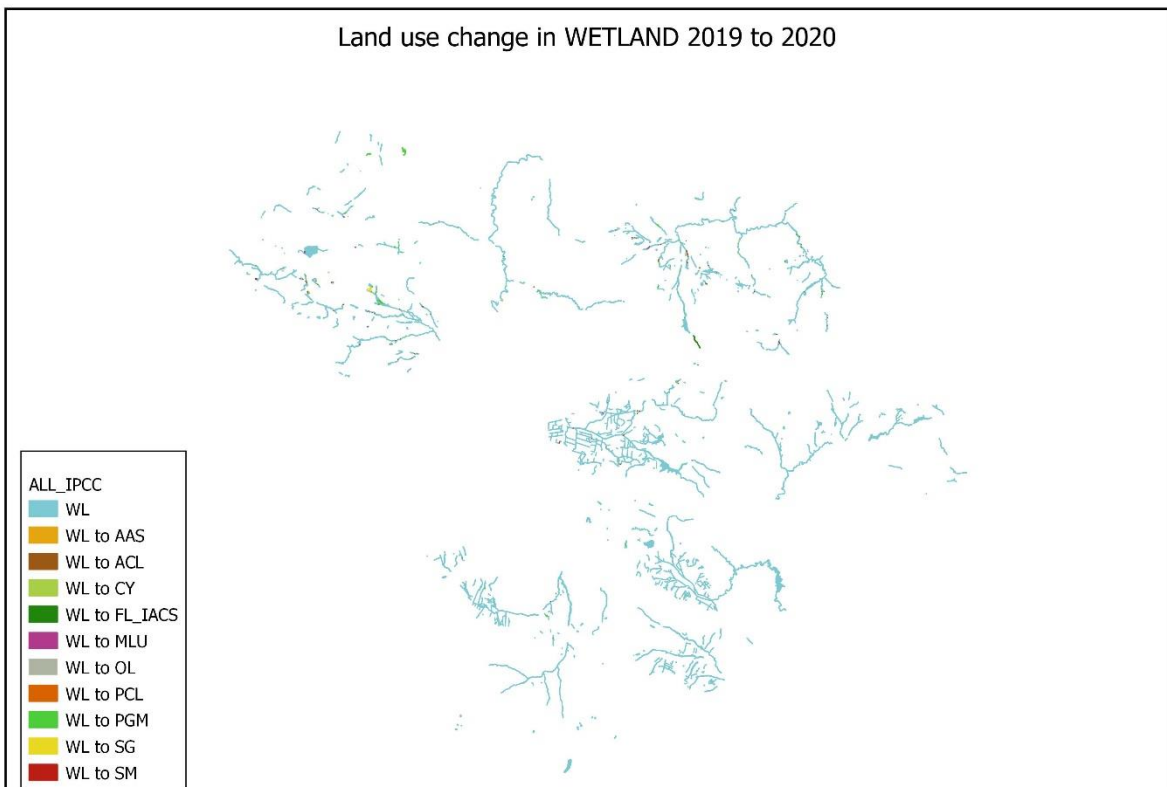 Land use change in WETLAND 2019 to 2020
ALL_IPCC
WL
WL to AAS
WL to ACL
WL to CY
WL to FL_IACS
WL to MLU
WL to OL
WL to PCL
WL to PGM
WL to SG
WL to SM